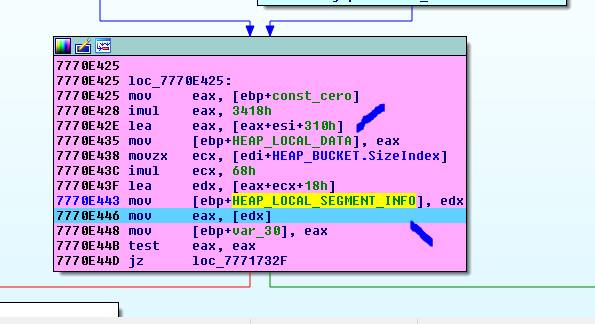 7770E425
7770E425 loc_7770E425:
7770E425 mov eax, [ebp+const_cero]
7770E428 imul eax, 3418h
7770E42E lea eax, [eax+esi+310h]
7770E435 mov [ebp+HEAP_LOCAL_DATA], eax
7770E438 movzx ecx, [edi+HEAP_BUCKET.SizeIndex]
7770E43C imul ecx, 68h
7770E43F lea edx, [eax+ecx+18h]
7770E443 mov [ebp+HEAP_LOCAL_SEGMENT_INFO], edx
7770E446 mov eax, [edx]
7770E448 mov [ebp+var_30], eax
7770E44B test eax, eax
7770E44D jz loc_7771732F